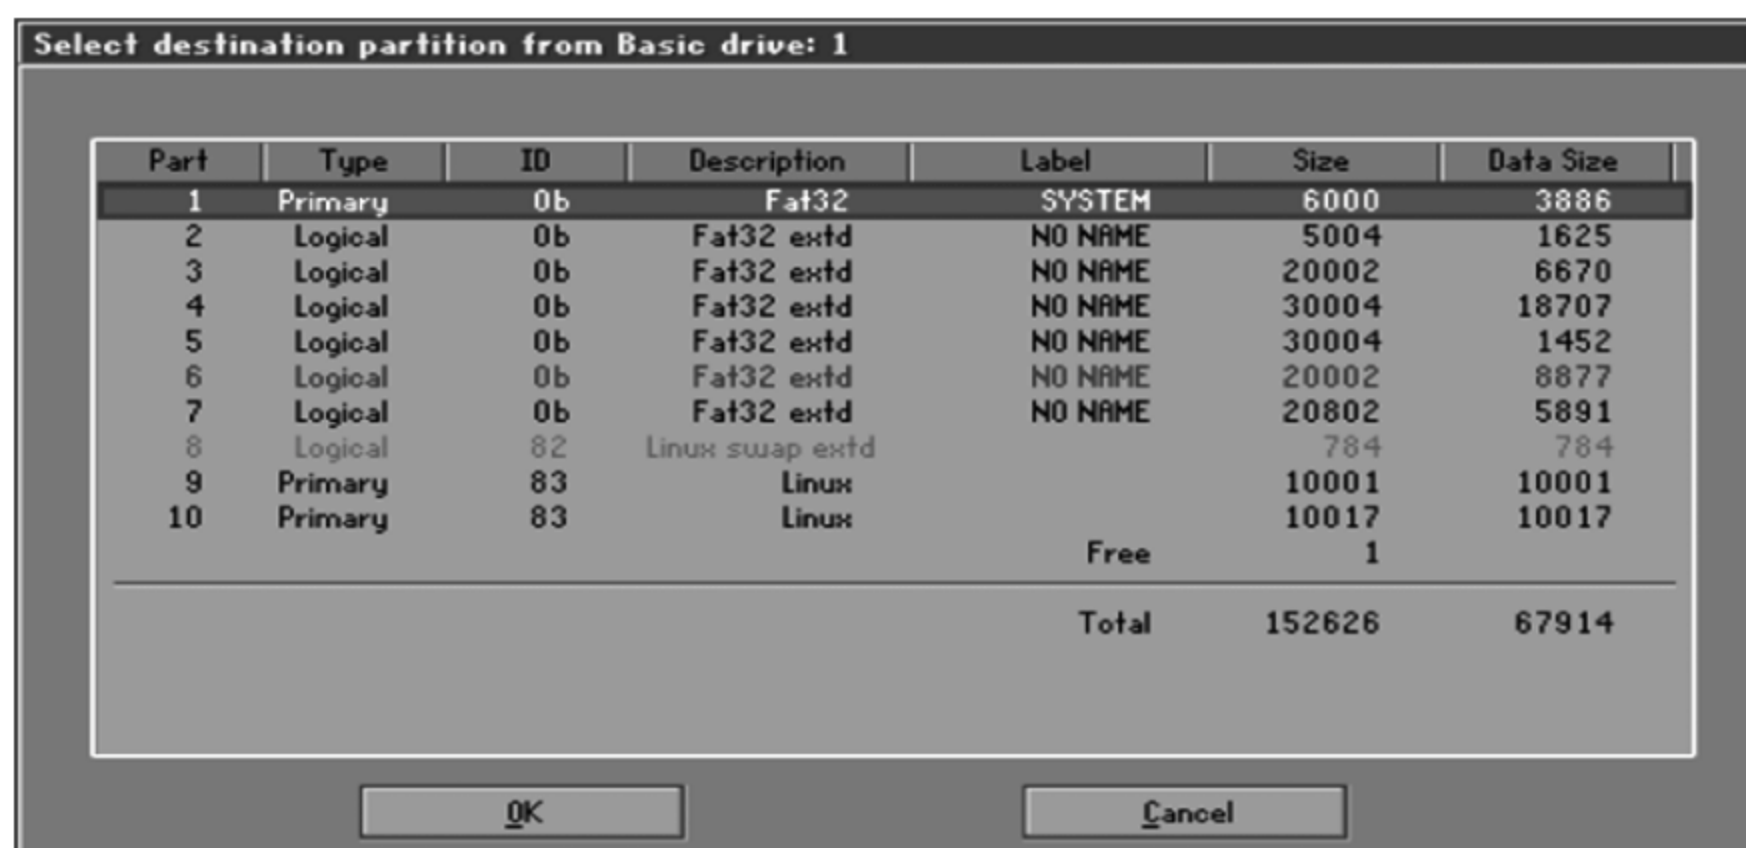 Select destination partition from Basic drive: 1
Part Type ID Description Label Size Data Size
1 Primary 0b Fat32 SYSTEM 6000 3886
2 Logical 0b Fat32 extd NO NAME 5004 1625
3 Logical 0b Fat32 extd NO NAME 20002 6670
4 Logical 0b Fat32 extd NO NAME 30004 18707
5 Logical 0b Fat32 extd NO NAME 30004 1452
6 Logical 0b Fat32 extd NO NAME 20002 8877
7 Logical 0b Fat32 extd NO NAME 20802 5891
8 Logical 82 Linux swap extd 784 784
9 Primary 83 Linux 10001 10001
10 Primary 83 Linux 10017 10017
Free 1
Total 152626 67914
OK Cancel